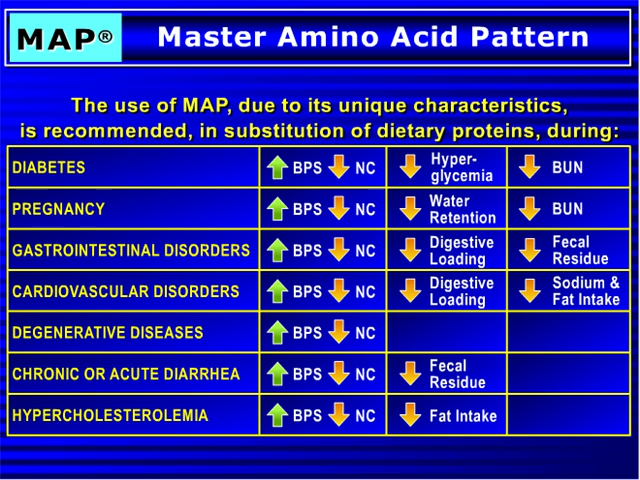 MAP®
Master Amino Acid Pattern
The use of MAP, due to its unique characteristics,
is recommended, in substitution of dietary proteins, during:
DIABETES BPS NC Hyper-
glycemia BUN
PREGNANCY BPS NC Water
Retention BUN
GASTROINTESTINAL DISORDERS BPS NC Digestive
Loading Fecal
Residue
CARDIOVASCULAR DISORDERS BPS NC Digestive
Loading Sodium &
Fat Intake
DEGENERATIVE DISEASES BPS NC
CHRONIC OR ACUTE DIARRHEA BPS NC Fecal
Residue
HYPERCHOLESTEROLEMIA BPS NC Fat Intake